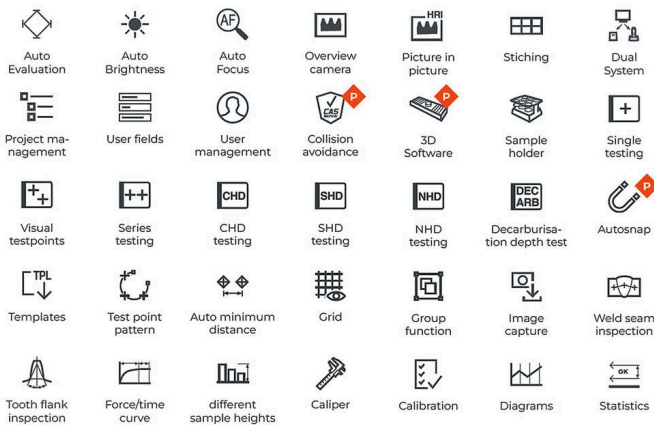 AF
HRI
Auto
Evaluation
Auto
Brightness
Auto
Focus
Overview
camera
Picture in
picture
Stiching
Dual
System
P
P
CAS
Project ma-
nagement
User fields
User
management
Collision
avoidance
3D
Software
Sample
holder
Single
testing
CHD
SHD
NHD
DEC
ARB
P
Visual
testpoints
Series
testing
CHD
testing
SHD
testing
NHD
testing
Decarburisa-
tion depth test
Autosnap
TPL
Templates
Test point
pattern
Auto minimum
distance
Grid
Group
function
Image
capture
Weld seam
inspection
OK
Tooth flank
inspection
Force/time
curve
different
sample heights
Caliper
Calibration
Diagrams
Statistics